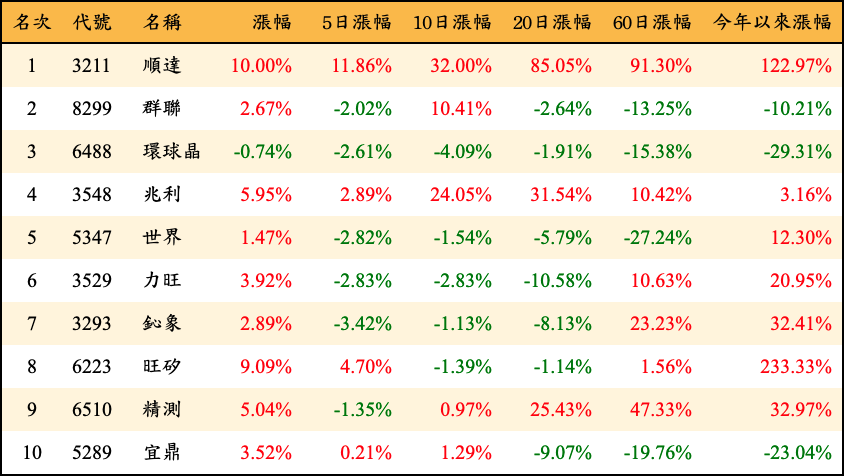 名次 代號 名稱 漲幅 5日漲幅 10日漲幅 20日漲幅 60日漲幅 今年以來漲幅
1 3211 順達 10.00% 11.86% 32.00% 85.05% 91.30% 122.97%
2 8299 群聯 2.67% -2.02% 10.41% -2.64% -13.25% -10.21%
3 6488 環球晶 -0.74% -2.61% -4.09% -1.91% -15.38% -29.31%
4 3548 兆利 5.95% 2.89% 24.05% 31.54% 10.42% 3.16%
5 5347 世界 1.47% -2.82% -1.54% -5.79% -27.24% 12.30%
6 3529 力旺 3.92% -2.83% -2.83% -10.58% 10.63% 20.95%
7 3293 鈊象 2.89% -3.42% -1.13% -8.13% 23.23% 32.41%
8 6223 旺矽 9.09% 4.70% -1.39% -1.14% 1.56% 233.33%
9 6510 精測 5.04% -1.35% 0.97% 25.43% 47.33% 32.97%
10 5289 宜鼎 3.52% 0.21% 1.29% -9.07% -19.76% -23.04%